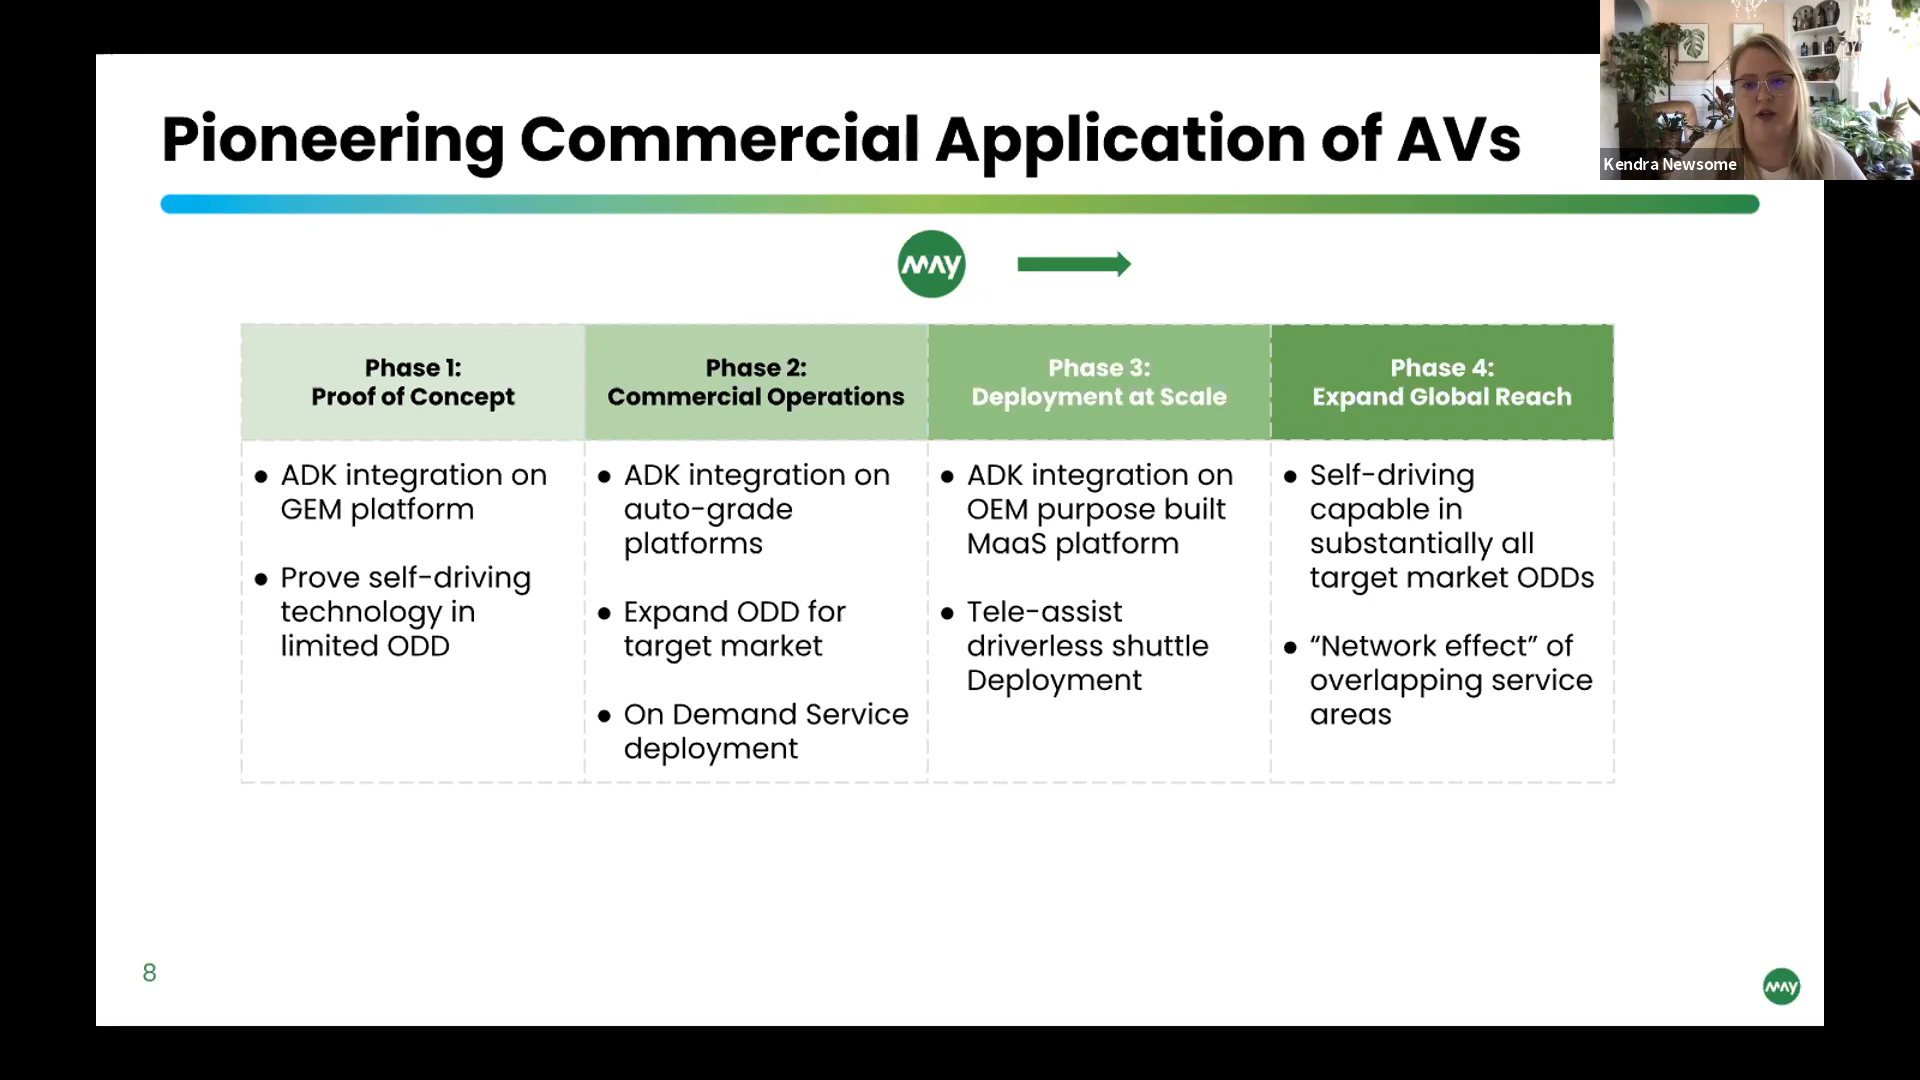 Pioneering Commercial Application of AVs
Kendra Newsome
MAY
Phase 1:
Proof of Concept
Phase 2:
Commercial Operations
Phase 3:
Deployment at Scale
Phase 4:
Expand Global Reach
● ADK integration on
GEM platform
● Prove self-driving
technology in
limited ODD
● ADK integration on
auto-grade
platforms
● Expand ODD for
target market
● On Demand Service
deployment
● ADK integration on
OEM purpose built
MaaS platform
● Tele-assist
driverless shuttle
Deployment
● Self-driving
capable in
substantially all
target market ODDs
● “Network effect” of
overlapping service
areas
8
MAY